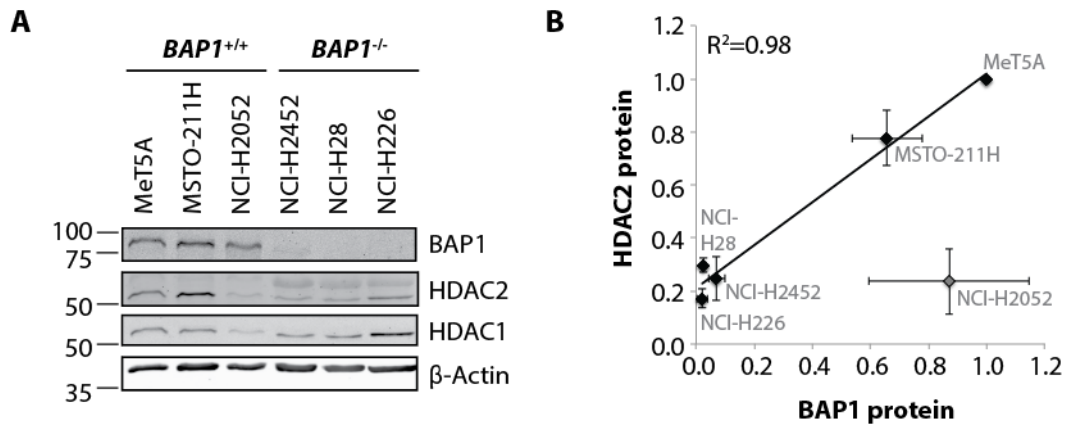 A
BAP1+/+ BAP1-/-
MeT5A
MSTO-211H
NCI-H2052
NCI-H2452
NCI-H28
NCI-H226
100
75
BAP1
50
HDAC2
50
HDAC1
35
β-Actin
B
R²=0.98
HDAC2 protein
1.2
1.0
0.8
0.6
0.4
0.2
0.0
MeT5A
MSTO-211H
NCI-
H28
NCI-H2452
NCI-H226
NCI-H2052
0.0 0.2 0.4 0.6 0.8 1.0 1.2
BAP1 protein